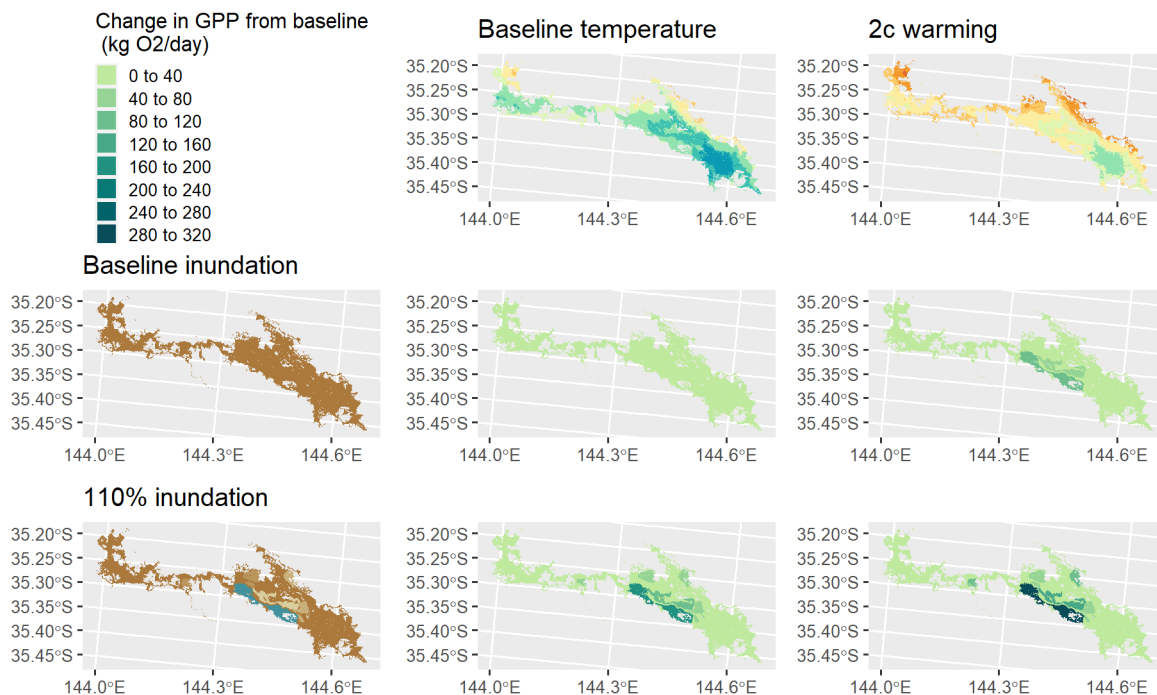 Change in GPP from baseline
(kg O2/day)
0 to 40
40 to 80
80 to 120
120 to 160
160 to 200
200 to 240
240 to 280
280 to 320
Baseline temperature
35.20°S
35.25°S
35.30°S
35.35°S
35.40°S
35.45°S
144.0°E 144.3°E 144.6°E
2c warming
35.20°S
35.25°S
35.30°S
35.35°S
35.40°S
35.45°S
144.0°E 144.3°E 144.6°E
Baseline inundation
35.20°S
35.25°S
35.30°S
35.35°S
35.40°S
35.45°S
144.0°E 144.3°E 144.6°E
35.20°S
35.25°S
35.30°S
35.35°S
35.40°S
35.45°S
144.0°E 144.3°E 144.6°E
35.20°S
35.25°S
35.30°S
35.35°S
35.40°S
35.45°S
144.0°E 144.3°E 144.6°E
110% inundation
35.20°S
35.25°S
35.30°S
35.35°S
35.40°S
35.45°S
144.0°E 144.3°E 144.6°E
35.20°S
35.25°S
35.30°S
35.35°S
35.40°S
35.45°S
144.0°E 144.3°E 144.6°E
35.20°S
35.25°S
35.30°S
35.35°S
35.40°S
35.45°S
144.0°E 144.3°E 144.6°E